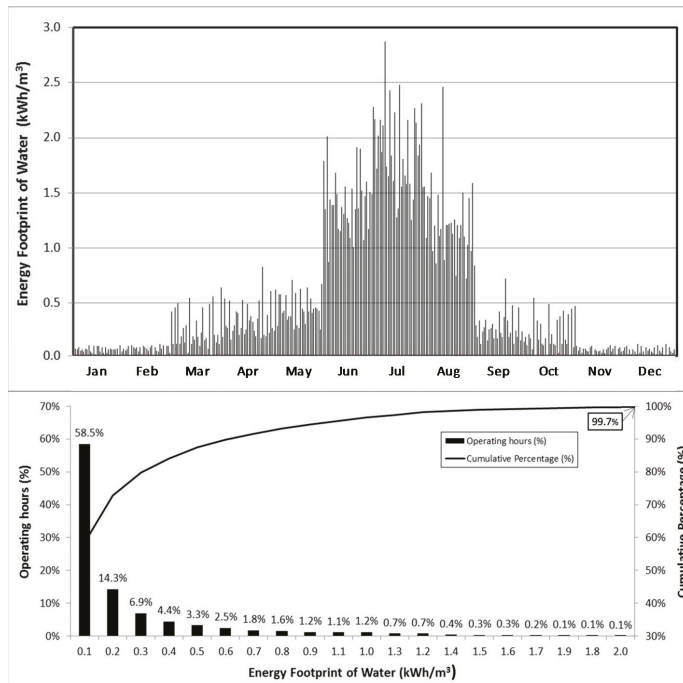 3.0
2.5
2.0
1.5
1.0
0.5
0.0
Energy Footprint of Water (kWh/m³)
Jan Feb Mar Apr May Jun Jul Aug Sep Oct Nov Dec
70%
60%
50%
40%
30%
20%
10%
0%
Operating hours (%)
58.5% 14.3% 6.9% 4.4% 3.3% 2.5% 1.8% 1.6% 1.2% 1.1% 1.2% 0.7% 0.7% 0.4% 0.3% 0.3% 0.2% 0.1% 0.1% 0.1%
Operating hours (%)
Cumulative Percentage (%)
99.7%
100%
90%
80%
70%
60%
50%
40%
30%
Cumulative Percentage (%)
0.1 0.2 0.3 0.4 0.5 0.6 0.7 0.8 0.9 1.1 1.0 1.3 1.2 1.4 1.5 1.6 1.7 1.9 1.8 2.0
Energy Footprint of Water (kWh/m³)